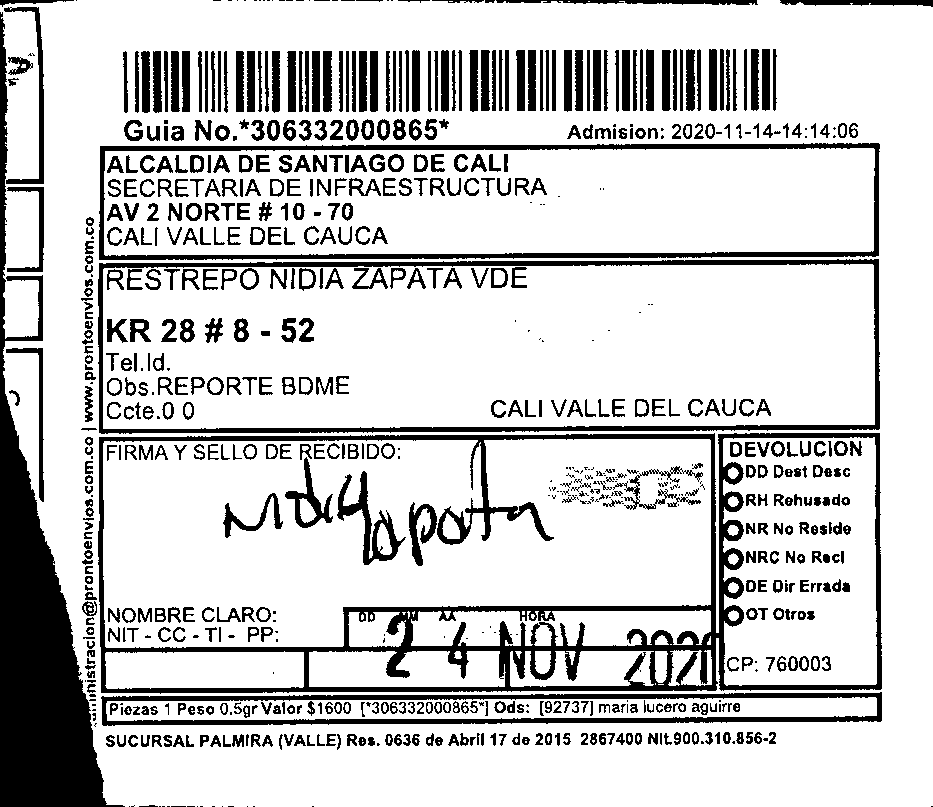 Guia No.*306332000865*
Admision: 2020-11-14-14:14:06
ALCALDIA DE SANTIAGO DE CALI
SECRETARIA DE INFRAESTRUCTURA
AV 2 NORTE # 10 - 70
CALI VALLE DEL CAUCA
RESTREPO NIDIA ZAPATA VDE
KR 28 # 8 - 52
Tel.Id.
Obs.REPORTE BDME
Ccte.0 0
CALI VALLE DEL CAUCA
FIRMA Y SELLO DE RECIBIDO:
Nidia Zapata
DEVOLUCION
DD Dest Desc
RH Rehusado
NR No Reside
NRC No Recl
DE Dir Errada
OT Otros
CP: 760003
NOMBRE CLARO:
NIT - CC - TI - PP:
DD MM AA HORA
24 NOV 2020
Piezas 1 Peso 0.5gr Valor $1600 [*306332000865*] Ods: [92737] maria lucero aguirre
SUCURSAL PALMIRA (VALLE) Res. 0636 de Abril 17 de 2015 2867400 Nit.900.310.856-2
ministracion@prontoenvios.com.co | www.prontoenvios.com.co